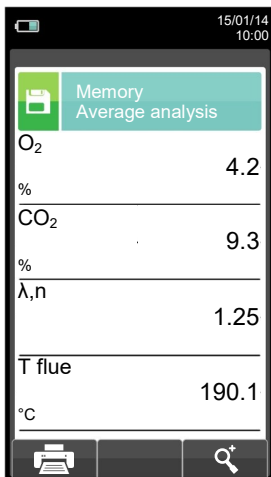 15/01/14
10:00
Memory
Average analysis
O₂
4.2
%
CO₂
9.3
%
λ,n
1.25
T flue
190.1
°C